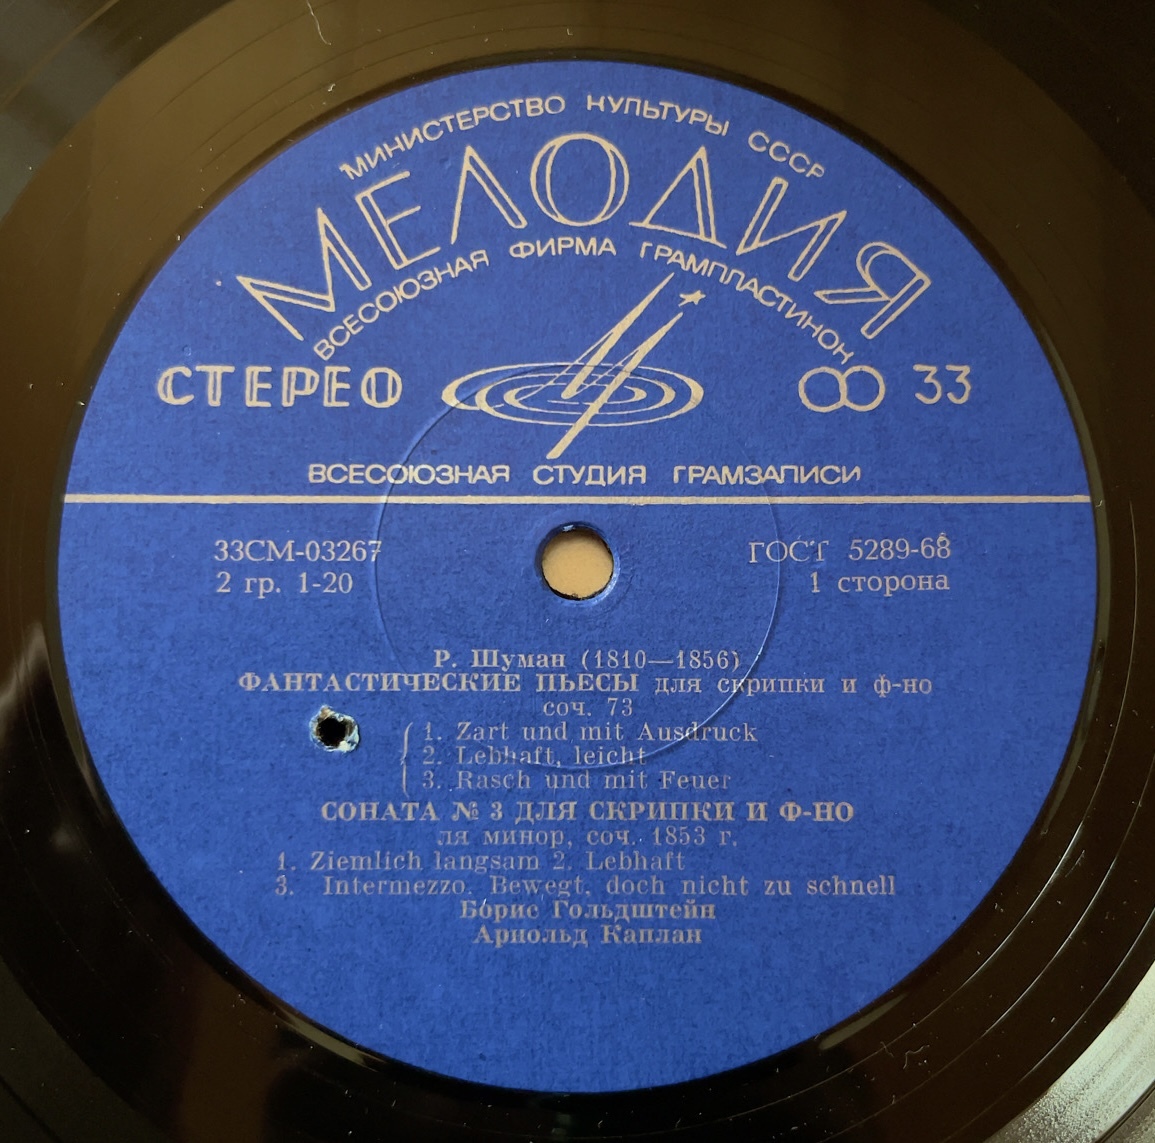 МИНИСТЕРСТВО КУЛЬТУРЫ СССР
МЕЛОДИЯ
ВСЕСОЮЗНАЯ ФИРМА ГРАМПЛАСТИНОК
СТЕРЕО 33
ВСЕСОЮЗНАЯ СТУДИЯ ГРАМЗАПИСИ
33СМ-03267 ГОСТ 5289-68
2 гр. 1-20 1 сторона
Р. Шуман (1810—1856)
ФАНТАСТИЧЕСКИЕ ПЬЕСЫ для скрипки и ф-но
соч. 73
1. Zart und mit Ausdruck
2. Lebhaft, leicht
3. Rasch und mit Feuer
СОНАТА № 3 ДЛЯ СКРИПКИ И Ф-НО
ля минор, соч. 1853 г.
1. Ziemlich langsam 2. Lebhaft
3. Intermezzo. Bewegt, doch nicht zu schnell
Борис Гольдштейн
Арнольд Каплан